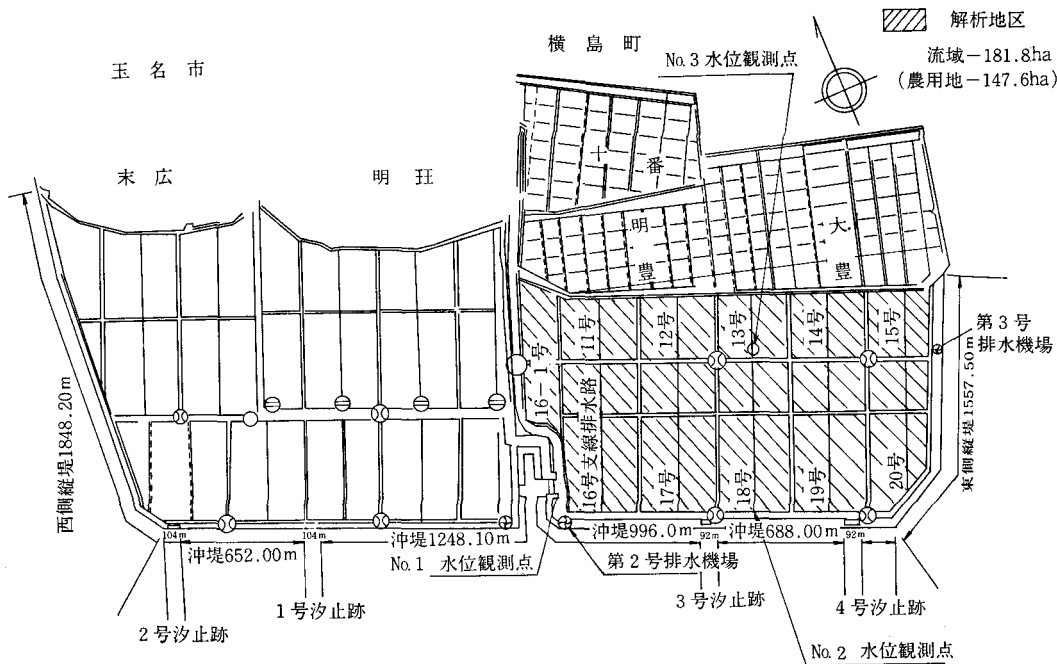 解析地区
流域-181.8ha
(農用地-147.6ha)
横島町
No.3 水位観測点
玉名市
末広
明荘
十番
明豊
大豊
11号
12号
13号
14号
15号
16-1号
16号支線排水路
17号
18号
19号
20号
第3号
排水機場
西側縦堤1848.20m
東側縦堤1557.50m
104m
沖堤652.00m
104m
沖堤1248.10m
沖堤996.0m
92m
沖堤688.00m
92m
No.1 水位観測点
第2号排水機場
2号汐止跡
1号汐止跡
3号汐止跡
4号汐止跡
No.2 水位観測点